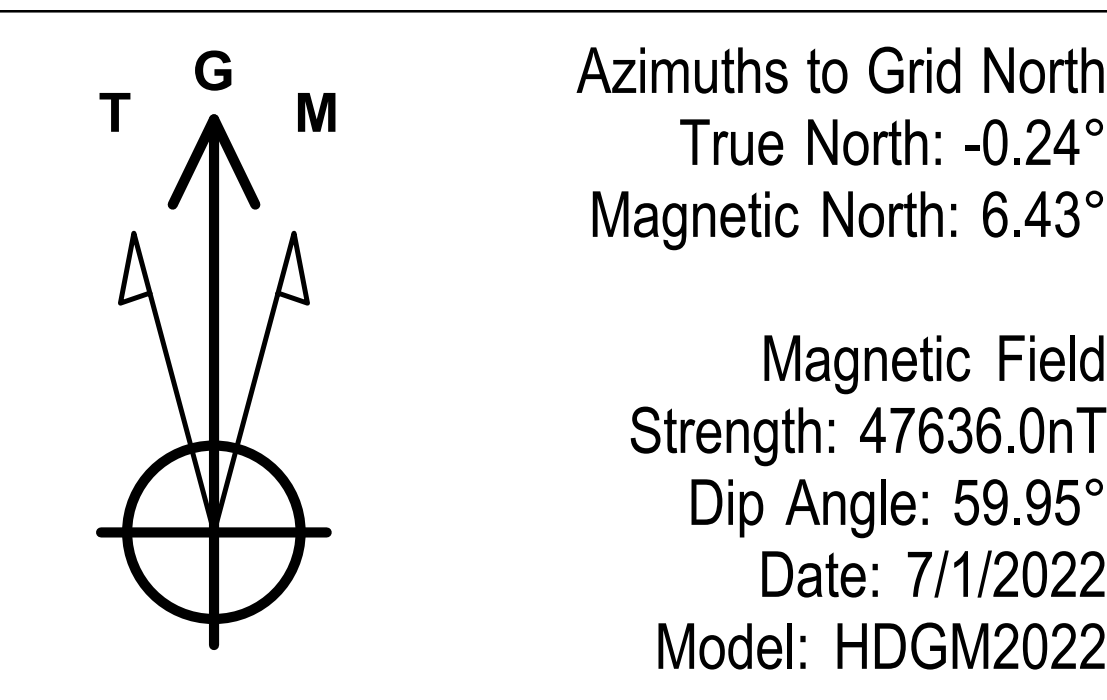 G
T M
Azimuths to Grid North
True North: -0.24°
Magnetic North: 6.43°
Magnetic Field
Strength: 47636.0nT
Dip Angle: 59.95°
Date: 7/1/2022
Model: HDGM2022